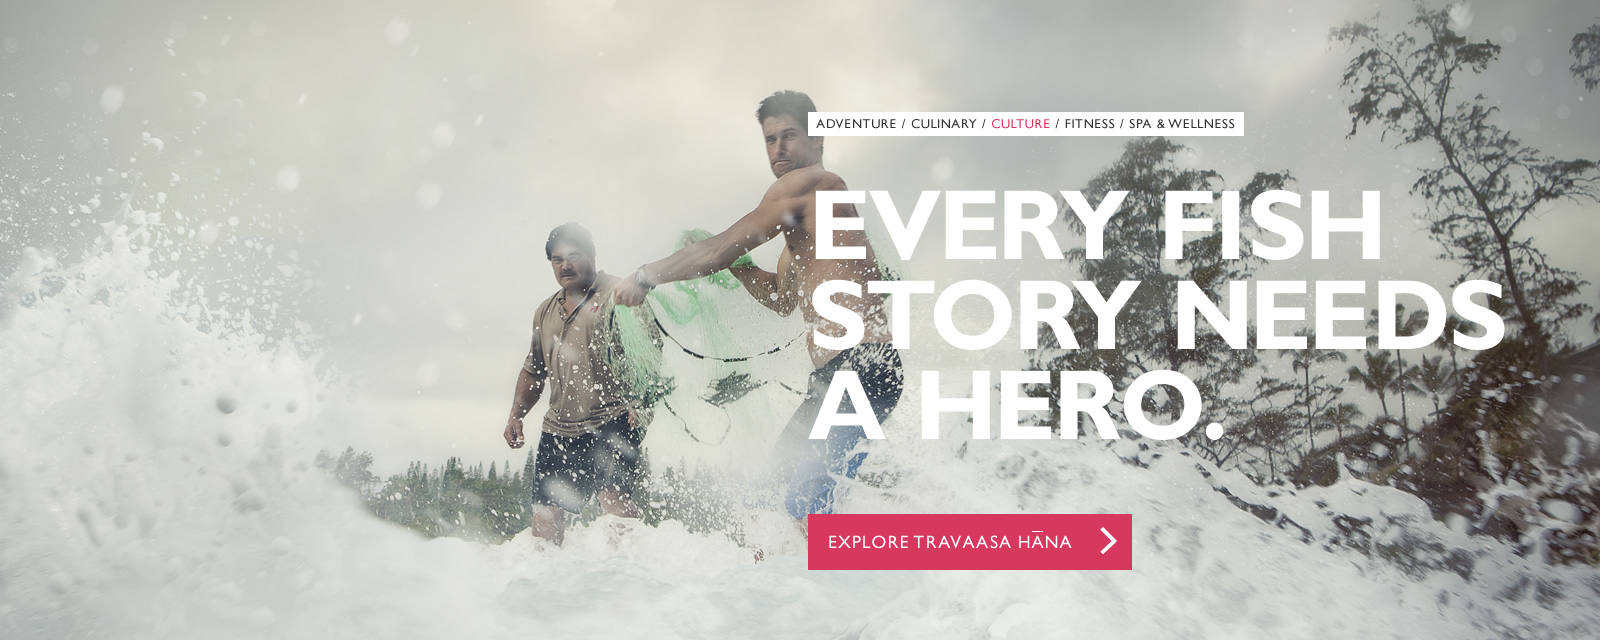 ADVENTURE / CULINARY / CULTURE / FITNESS / SPA & WELLNESS
EVERY FISH
STORY NEEDS
A HERO.
EXPLORE TRAVAASA HĀNA